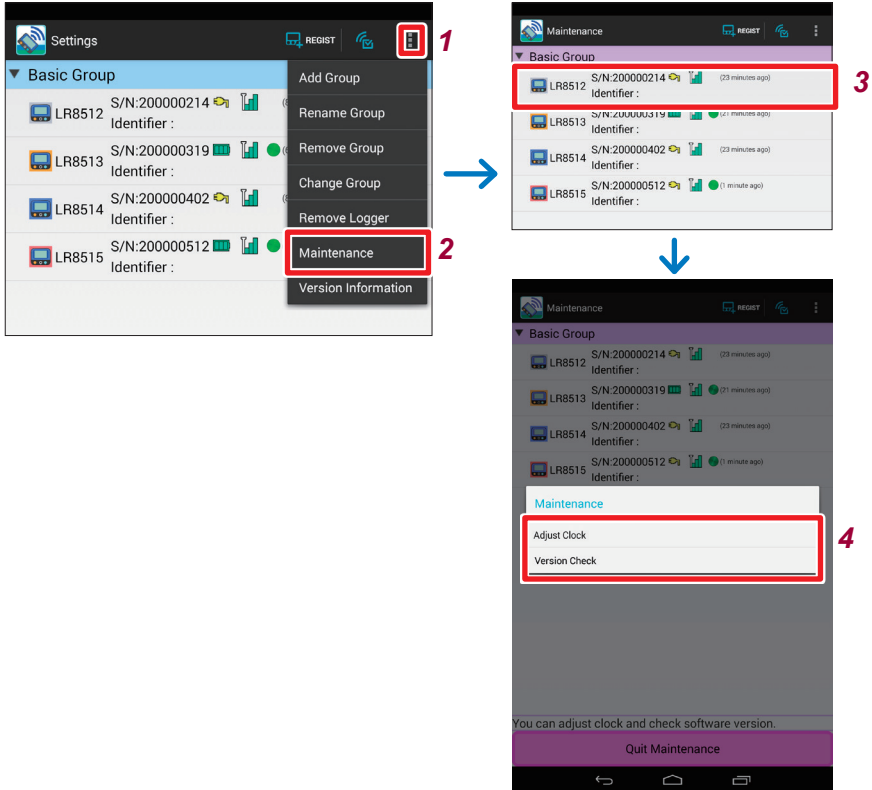 Settings
REGIST
1
Basic Group
LR8512
S/N:200000214
Identifier :
LR8513
S/N:200000319
Identifier :
LR8514
S/N:200000402
Identifier :
LR8515
S/N:200000512
Identifier :
Add Group
Rename Group
Remove Group
Change Group
Remove Logger
Maintenance
2
Version Information
Maintenance
REGIST
Basic Group
LR8512
S/N:200000214
(23 minutes ago)
Identifier :
3
LR8513
S/N:200000319
(21 minutes ago)
Identifier :
LR8514
S/N:200000402
(23 minutes ago)
Identifier :
LR8515
S/N:200000512
(1 minute ago)
Identifier :
Maintenance
REGIST
Basic Group
LR8512
S/N:200000214
(23 minutes ago)
Identifier :
LR8513
S/N:200000319
(21 minutes ago)
Identifier :
LR8514
S/N:200000402
(23 minutes ago)
Identifier :
LR8515
S/N:200000512
(1 minute ago)
Identifier :
Maintenance
Adjust Clock
4
Version Check
You can adjust clock and check software version.
Quit Maintenance